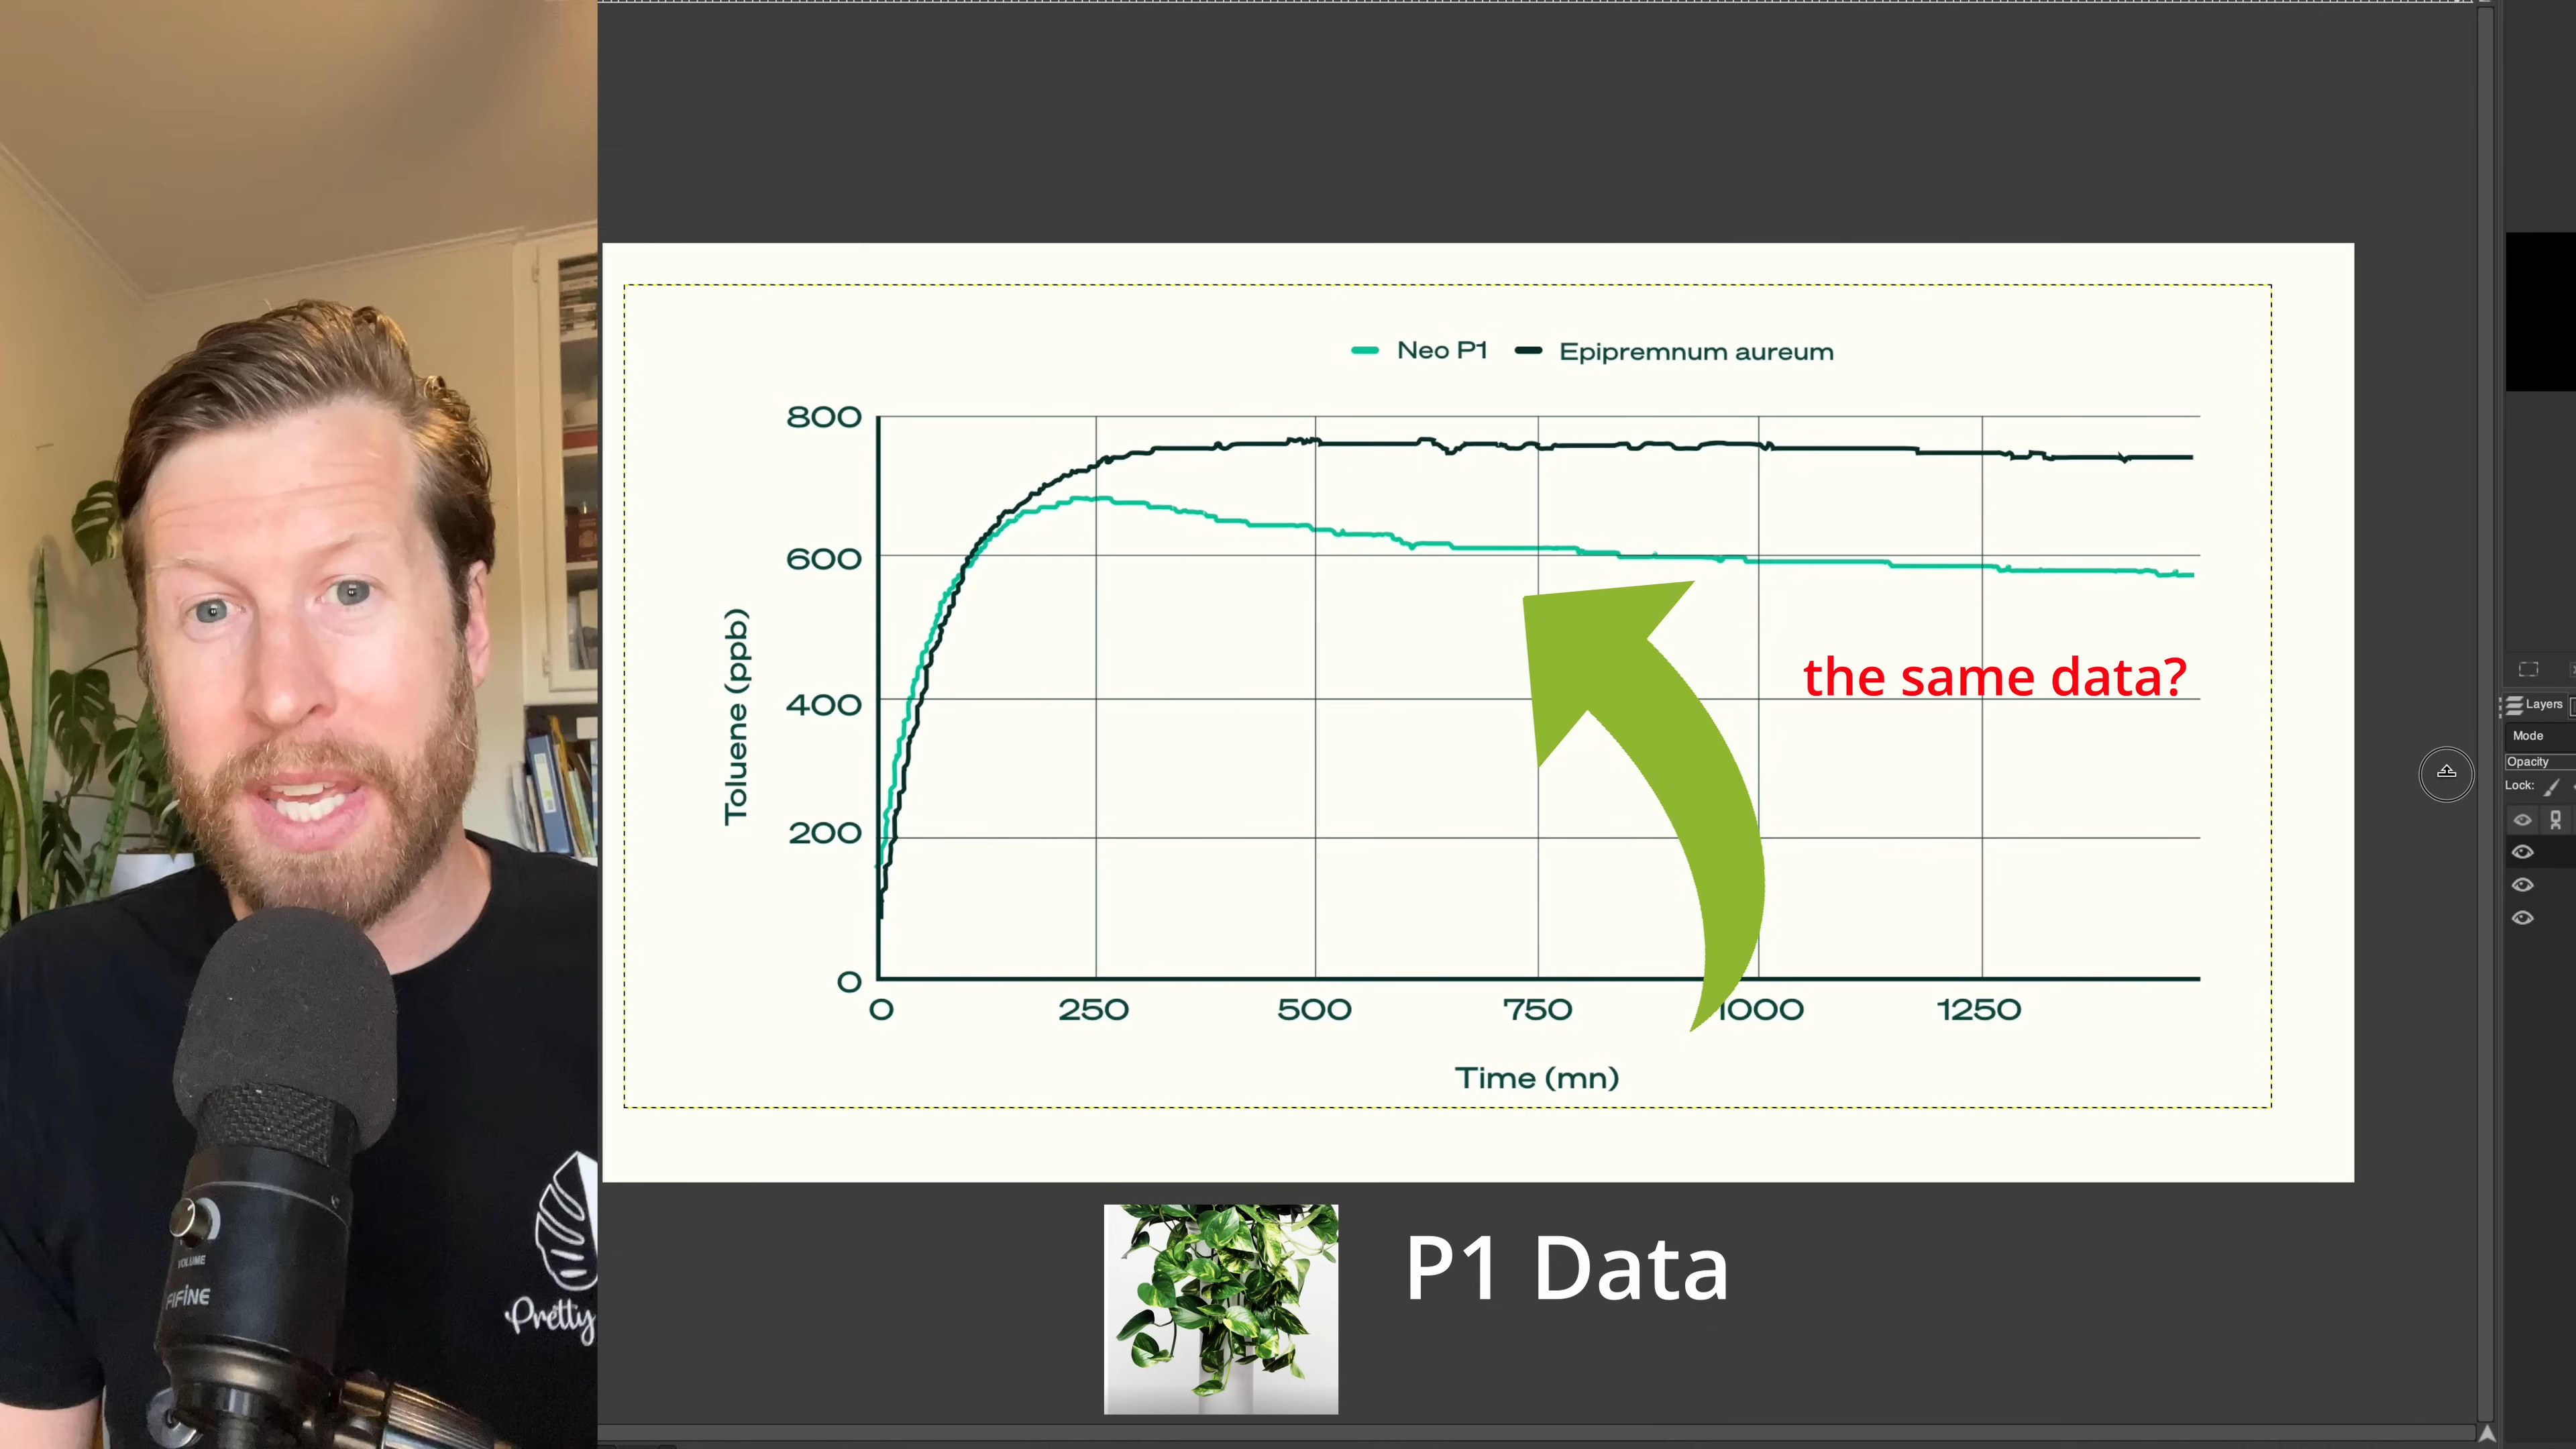 Neo P1 Epipremnum aureum
800
600
400
200
0
Toluene (ppb)
0 250 500 750 1000 1250
Time (mn)
the same data?
P1 Data
Layers
Mode
Opacity
Lock:
VOLUME
FIFINE
Pretty